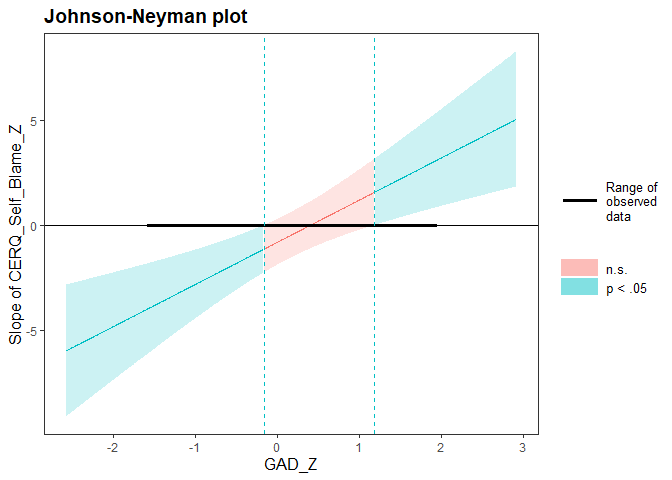 Johnson-Neyman plot
Slope of CERQ_Self_Blame_Z
5
0
-5
-2
-1
0
1
2
3
GAD_Z
Range of
observed
data
n.s.
p < .05